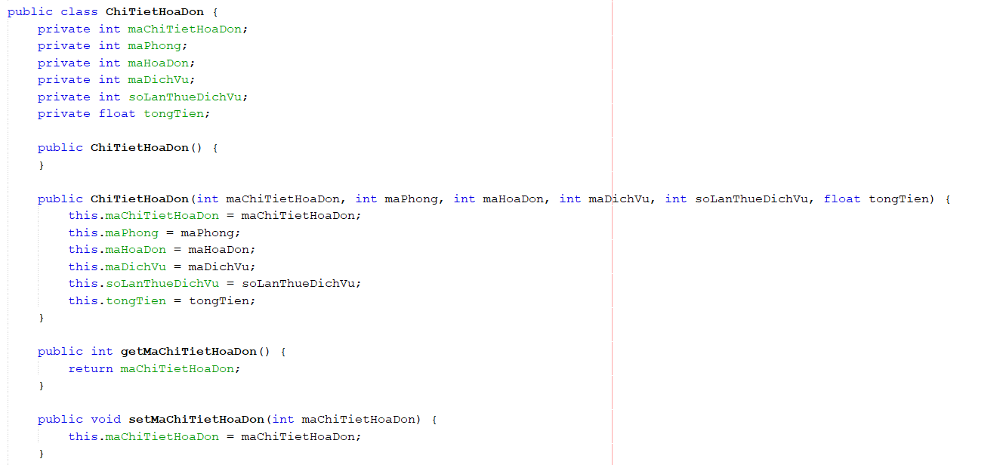 public class ChiTietHoaDon {
    private int maChiTietHoaDon;
    private int maPhong;
    private int maHoaDon;
    private int maDichVu;
    private int soLanThueDichVu;
    private float tongTien;

    public ChiTietHoaDon() {
    }

    public ChiTietHoaDon(int maChiTietHoaDon, int maPhong, int maHoaDon, int maDichVu, int soLanThueDichVu, float tongTien) {
        this.maChiTietHoaDon = maChiTietHoaDon;
        this.maPhong = maPhong;
        this.maHoaDon = maHoaDon;
        this.maDichVu = maDichVu;
        this.soLanThueDichVu = soLanThueDichVu;
        this.tongTien = tongTien;
    }

    public int getMaChiTietHoaDon() {
        return maChiTietHoaDon;
    }

    public void setMaChiTietHoaDon(int maChiTietHoaDon) {
        this.maChiTietHoaDon = maChiTietHoaDon;
    }